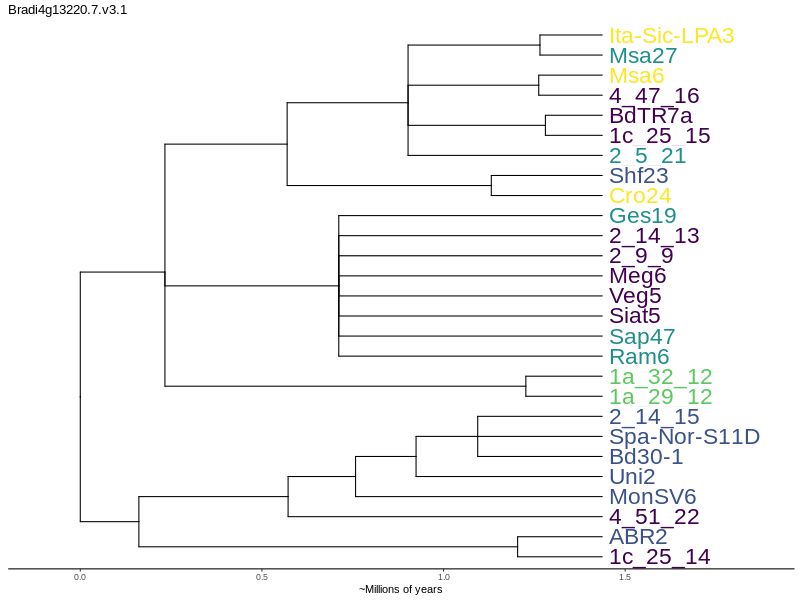 Bradi4g13220.7.v3.1
Ita-Sic-LPA3
Msa27
Msa6
4_47_16
BdTR7a
1c_25_15
2_5_21
Shf23
Cro24
Ges19
2_14_13
2_9_9
Meg6
Veg5
Siat5
Sap47
Ram6
1a_32_12
1a_29_12
2_14_15
Spa-Nor-S11D
Bd30-1
Uni2
MonSV6
4_51_22
ABR2
1c_25_14
0.0 0.5 1.0 1.5
~Millions of years